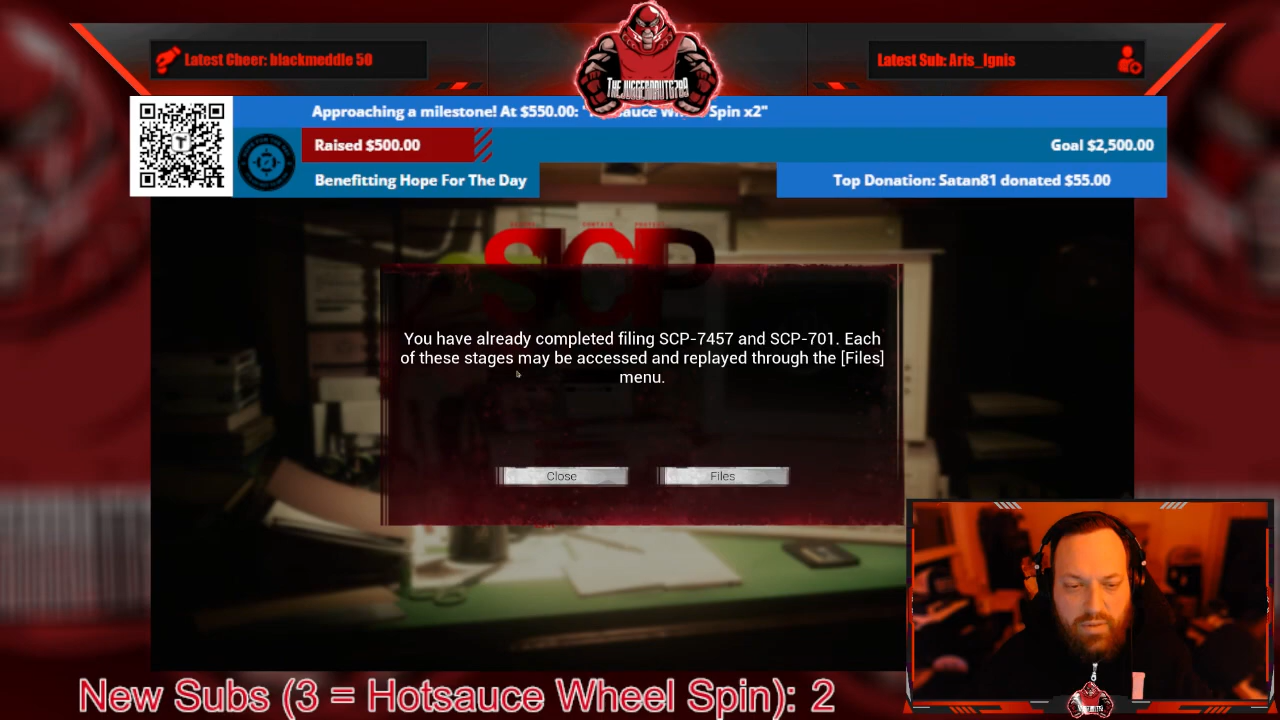 Latest Cheer: blackmeddle 50
THEJUGGERNAUT0789
Latest Sub: Aris_Ignis
Approaching a milestone! At $550.00: " Spin x2"
Raised $500.00
Goal $2,500.00
Benefitting Hope For The Day
Top Donation: Satan81 donated $55.00
SCP
You have already completed filing SCP-7457 and SCP-701. Each
of these stages may be accessed and replayed through the [Files]
menu.
Close
Files
New Subs (3 = Hotsauce Wheel Spin): 2